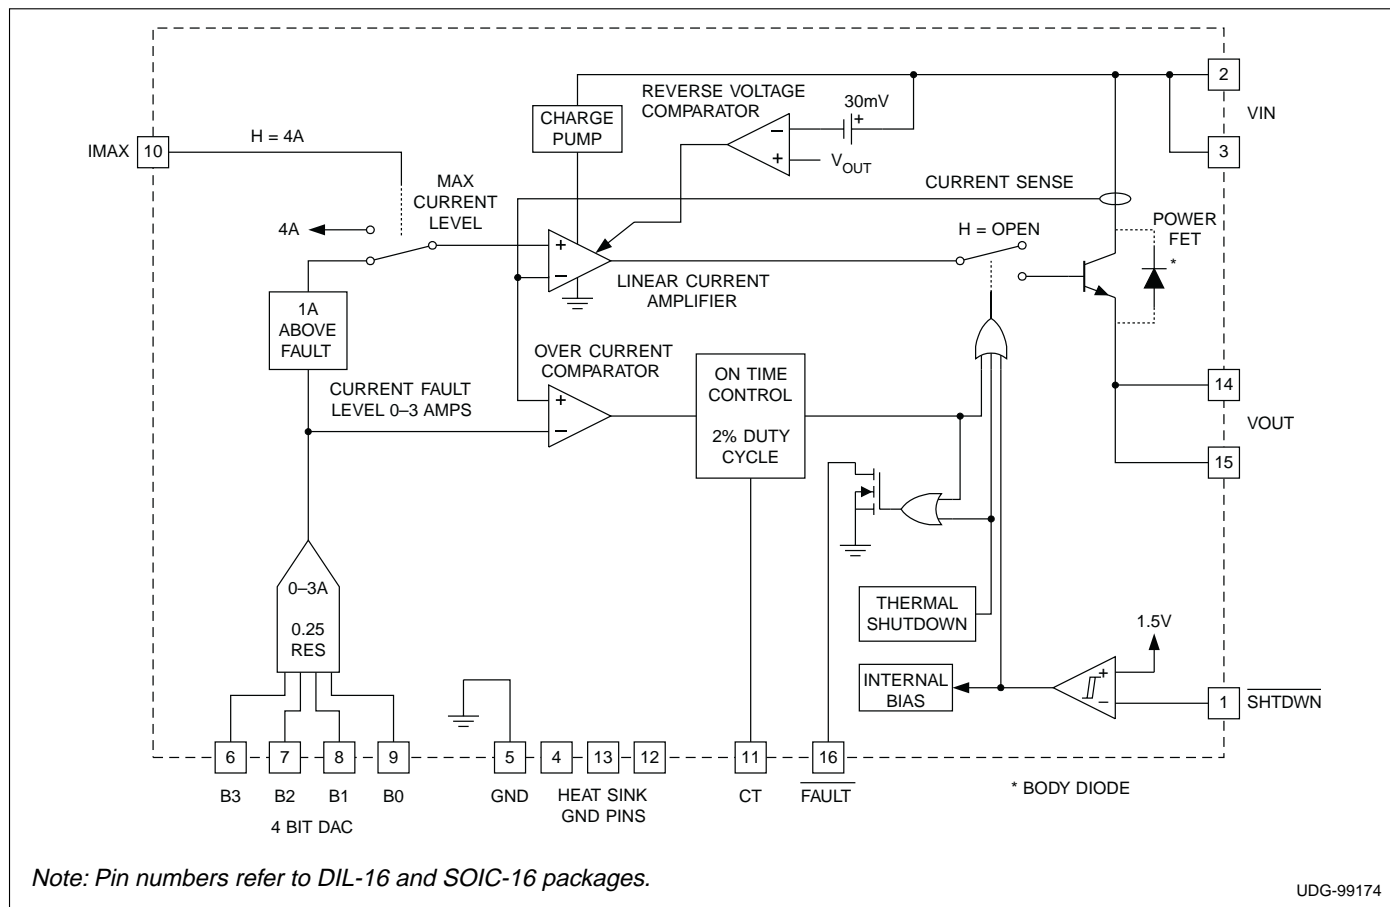 REVERSE VOLTAGE
COMPARATOR
30mV
+
2
VIN
3
CHARGE
PUMP
–
+
V_OUT
IMAX
10
H = 4A
MAX
CURRENT
LEVEL
CURRENT SENSE
4A
H = OPEN
POWER
FET
*
+
–
LINEAR CURRENT
AMPLIFIER
1A
ABOVE
FAULT
OVER CURRENT
COMPARATOR
CURRENT FAULT
LEVEL 0–3 AMPS
+
–
ON TIME
CONTROL
2% DUTY
CYCLE
14
VOUT
15
0–3A
0.25
RES
THERMAL
SHUTDOWN
1.5V
INTERNAL
BIAS
+
–
1
SHTDWN
6
7
8
9
5
4
13
12
11
16
B3
B2
B1
B0
GND
HEAT SINK
GND PINS
CT
FAULT
* BODY DIODE
4 BIT DAC
Note: Pin numbers refer to DIL-16 and SOIC-16 packages.
UDG-99174